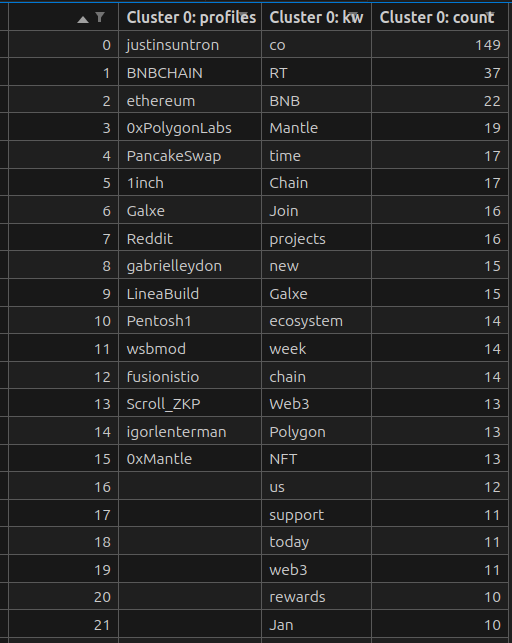 Cluster 0: profiles Cluster 0: kw Cluster 0: count
0 justinsuntron co 149
1 BNBCHAIN RT 37
2 ethereum BNB 22
3 0xPolygonLabs Mantle 19
4 PancakeSwap time 17
5 1inch Chain 17
6 Galxe Join 16
7 Reddit projects 16
8 gabrielleydon new 15
9 LineaBuild Galxe 15
10 Pentosh1 ecosystem 14
11 wsbmod week 14
12 fusionistio chain 14
13 Scroll_ZKP Web3 13
14 igorlenterman Polygon 13
15 0xMantle NFT 13
16 us 12
17 support 11
18 today 11
19 web3 11
20 rewards 10
21 Jan 10